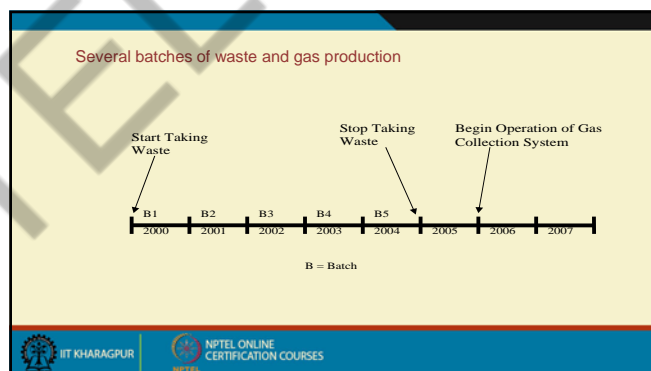 Several batches of waste and gas production
Start Taking
Waste
Stop Taking
Waste
Begin Operation of Gas
Collection System
B1 B2 B3 B4 B5
2000 2001 2002 2003 2004 2005 2006 2007
B = Batch
IIT KHARAGPUR
NPTEL ONLINE
CERTIFICATION COURSES
NPTEL